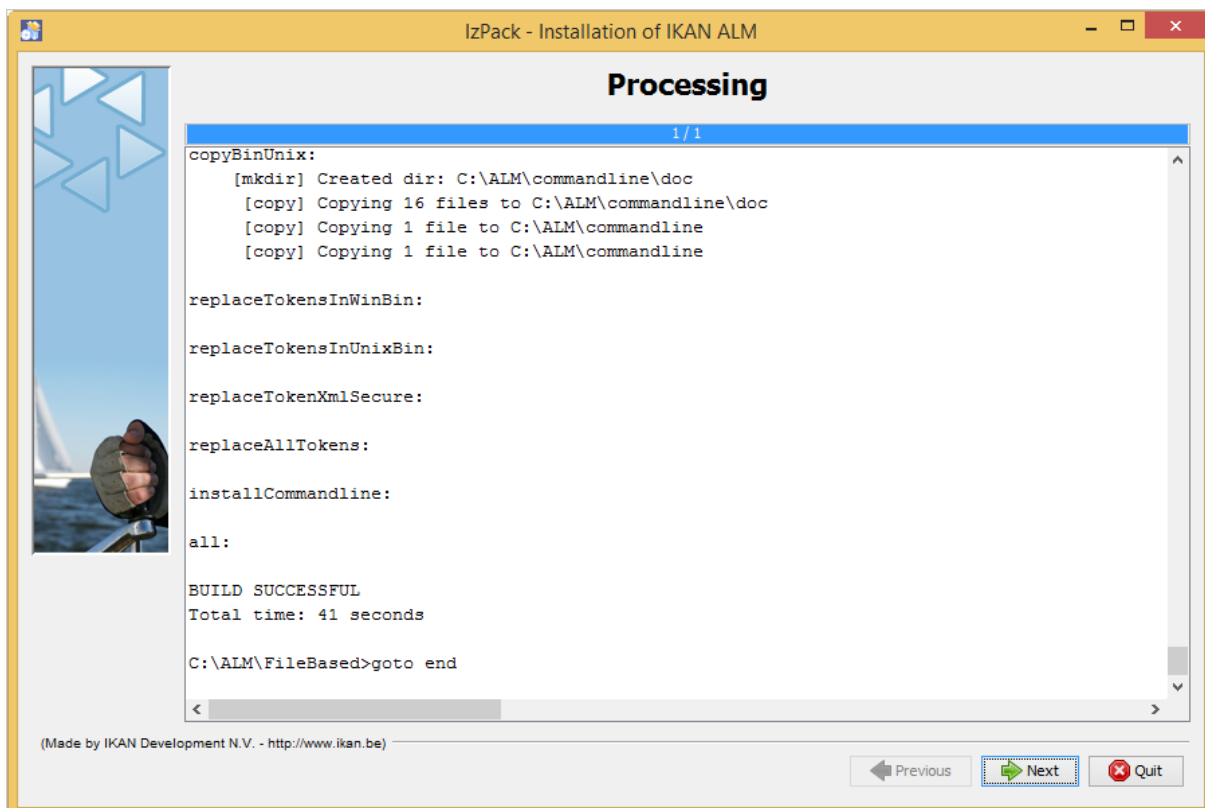 IzPack - Installation of IKAN ALM
Processing
1 / 1
copyBinUnix:
[mkdir] Created dir: C:\ALM\commandline\doc
[copy] Copying 16 files to C:\ALM\commandline\doc
[copy] Copying 1 file to C:\ALM\commandline
[copy] Copying 1 file to C:\ALM\commandline
replaceTokensInWinBin:
replaceTokensInUnixBin:
replaceTokenXmlSecure:
replaceAllTokens:
installCommandline:
all:
BUILD SUCCESSFUL
Total time: 41 seconds
C:\ALM\FileBased>goto end
(Made by IKAN Development N.V. - http://www.ikan.be)
Previous Next Quit